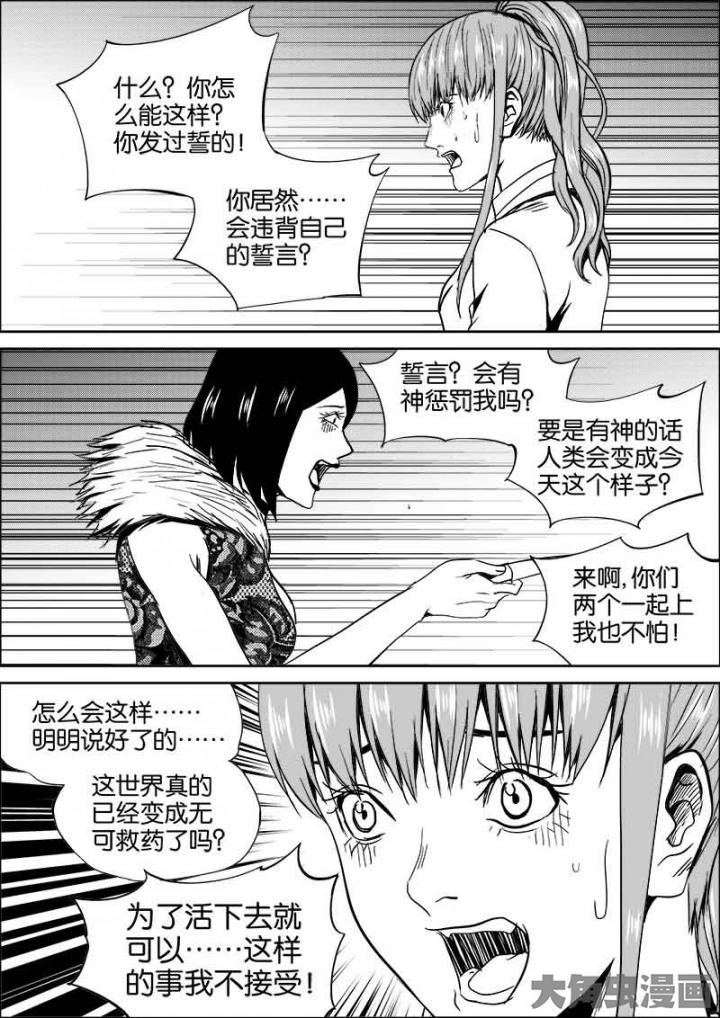 什么？你怎
么能这样？
你发过誓的！
你居然……
会违背自己
的誓言？
誓言？会有
神惩罚我吗？
要是有神的话
人类会变成今
天这个样子？
来啊,你们
两个一起上
我也不怕！
怎么会这样……
明明说好了的……
这世界真的
已经变成无
可救药了吗？
为了活下去就
可以……这样
的事我不接受！
大角虫漫画